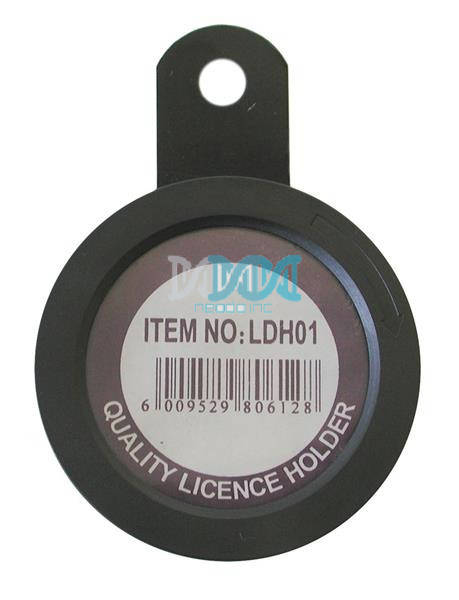 ITEM NO: LDH01
6 009529 806128
QUALITY LICENCE HOLDER